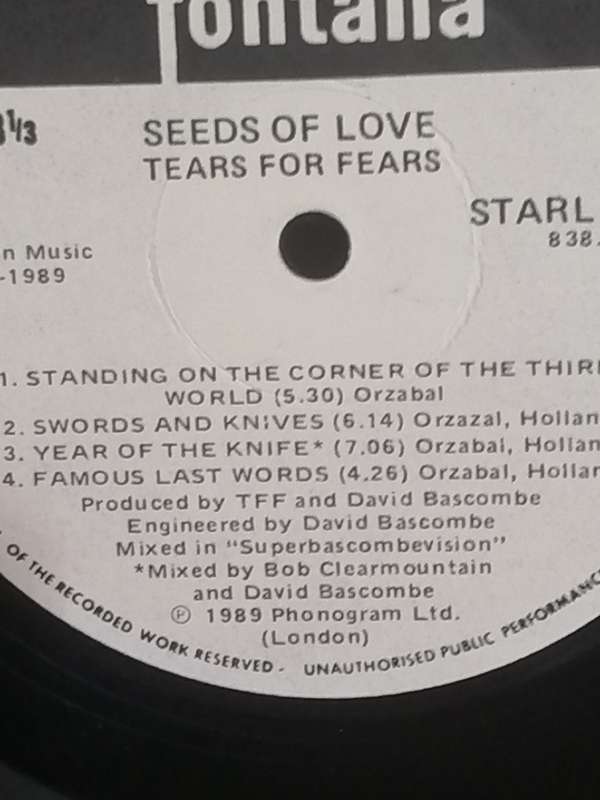 fontana
SEEDS OF LOVE
TEARS FOR FEARS
STARL
838
n Music
-1989
1. STANDING ON THE CORNER OF THE THIR
WORLD (5.30) Orzabal
2. SWORDS AND KNIVES (6.14) Orzazal, Hollan
3. YEAR OF THE KNIFE* (7.06) Orzabal, Hollan
4. FAMOUS LAST WORDS (4.26) Orzabal, Hollan
Produced by TFF and David Bascombe
Engineered by David Bascombe
Mixed in "Superbascombevision"
*Mixed by Bob Clearmountain
and David Bascombe
℗ 1989 Phonogram Ltd.
(London)
OF THE RECORDED WORK RESERVED - UNAUTHORISED PUBLIC PERFORMANC